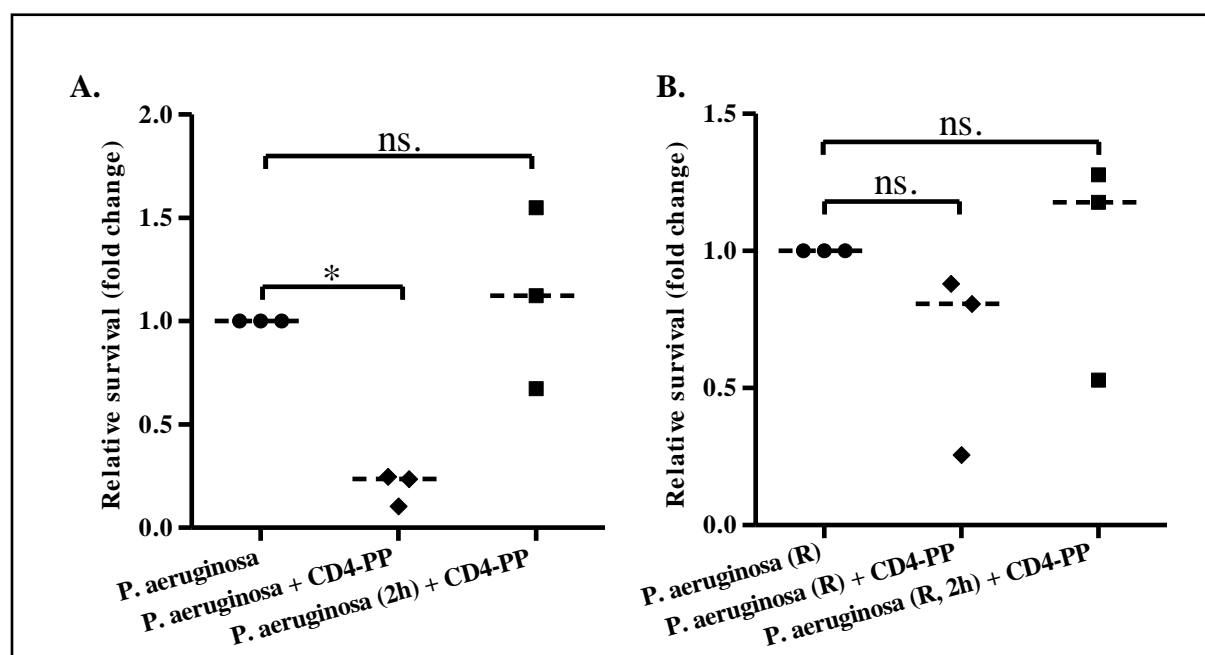 A.
Relative survival (fold change)
2.0
1.5
1.0
0.5
0.0
ns.
*
P. aeruginosa
P. aeruginosa + CD4-PP
P. aeruginosa (2h) + CD4-PP
B.
Relative survival (fold change)
1.5
1.0
0.5
0.0
ns.
ns.
P. aeruginosa (R)
P. aeruginosa (R) + CD4-PP
P. aeruginosa (R, 2h) + CD4-PP